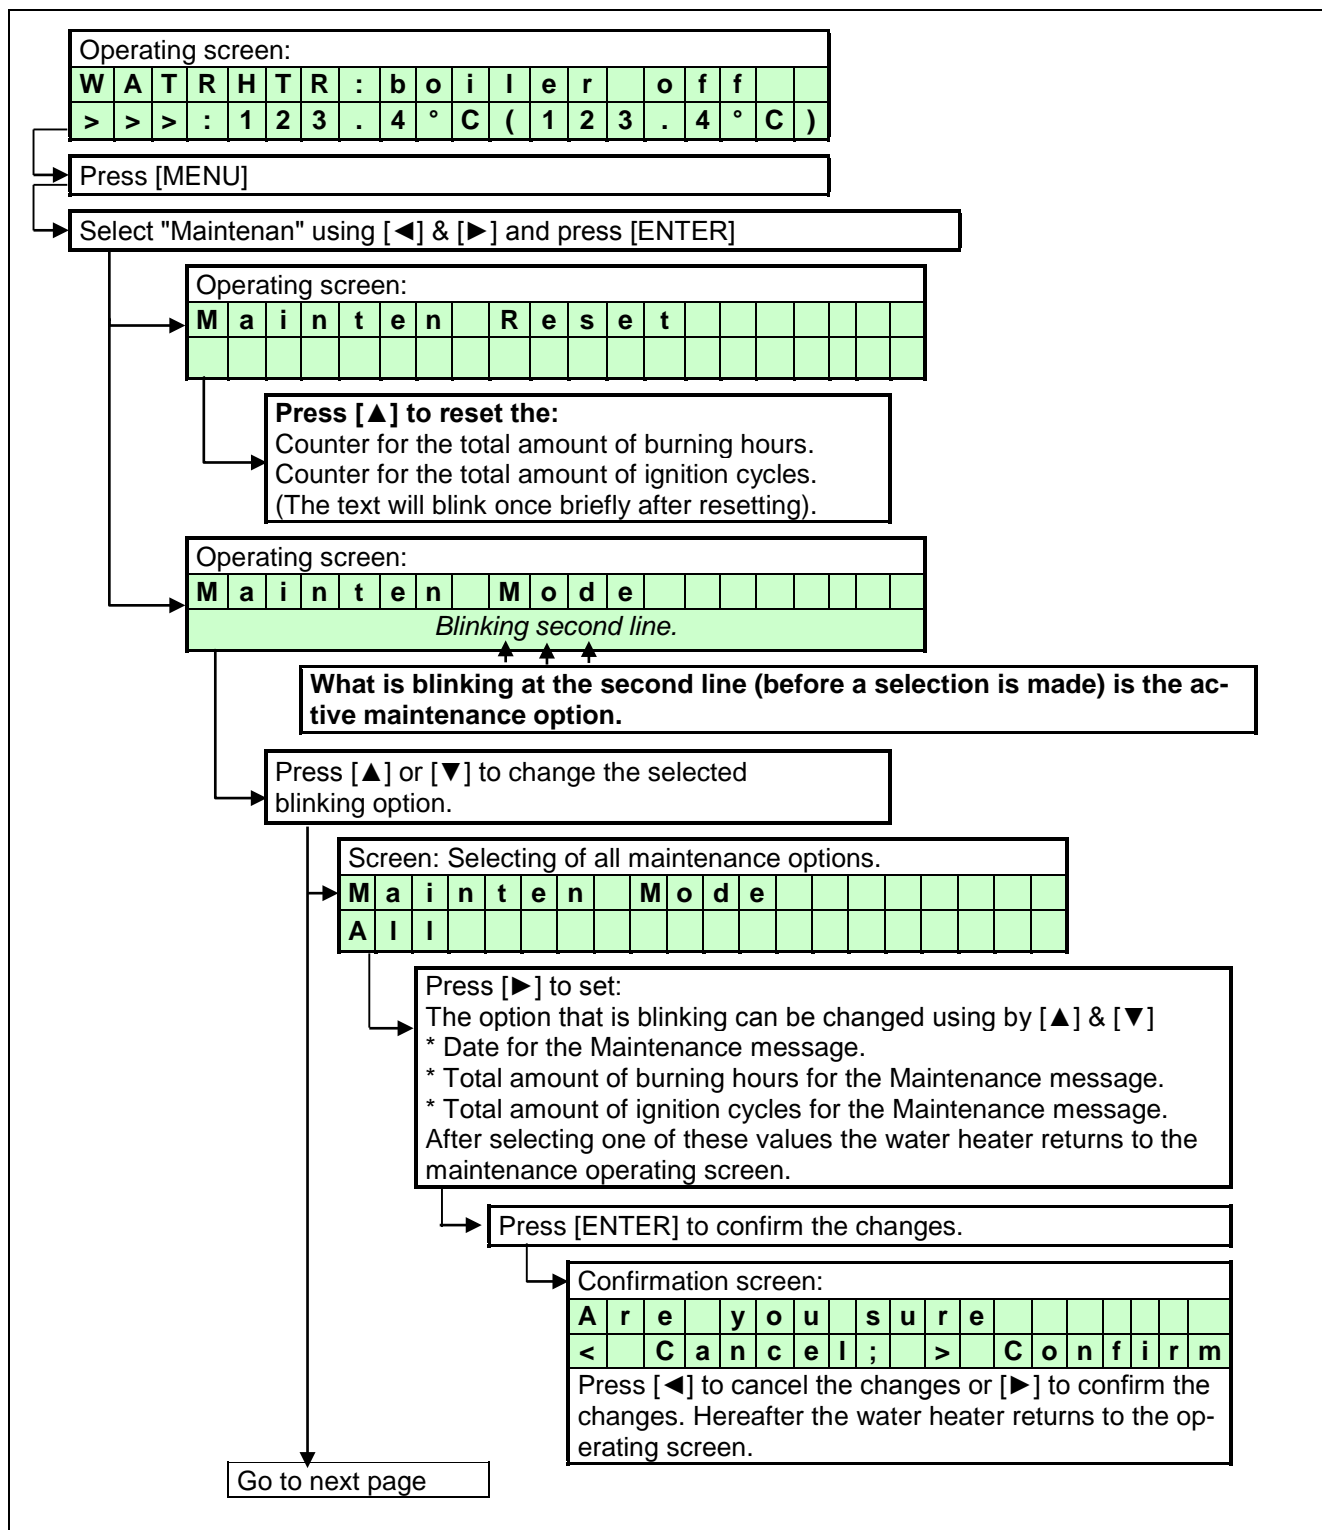 Operating screen:
WATRHTR:boiler off
>>>:123.4°C(123.4°C)
Press [MENU]
Select "Maintenan" using [◄] & [►] and press [ENTER]
Operating screen:
Mainten Reset
Press [▲] to reset the:
Counter for the total amount of burning hours.
Counter for the total amount of ignition cycles.
(The text will blink once briefly after resetting).
Operating screen:
Mainten Mode
Blinking second line.
What is blinking at the second line (before a selection is made) is the ac-
tive maintenance option.
Press [▲] or [▼] to change the selected
blinking option.
Screen: Selecting of all maintenance options.
Mainten Mode
All
Press [►] to set:
The option that is blinking can be changed using by [▲] & [▼]
* Date for the Maintenance message.
* Total amount of burning hours for the Maintenance message.
* Total amount of ignition cycles for the Maintenance message.
After selecting one of these values the water heater returns to the
maintenance operating screen.
Press [ENTER] to confirm the changes.
Confirmation screen:
Are you sure
< Cancel; > Confirm
Press [◄] to cancel the changes or [►] to confirm the
changes. Hereafter the water heater returns to the op-
erating screen.
Go to next page